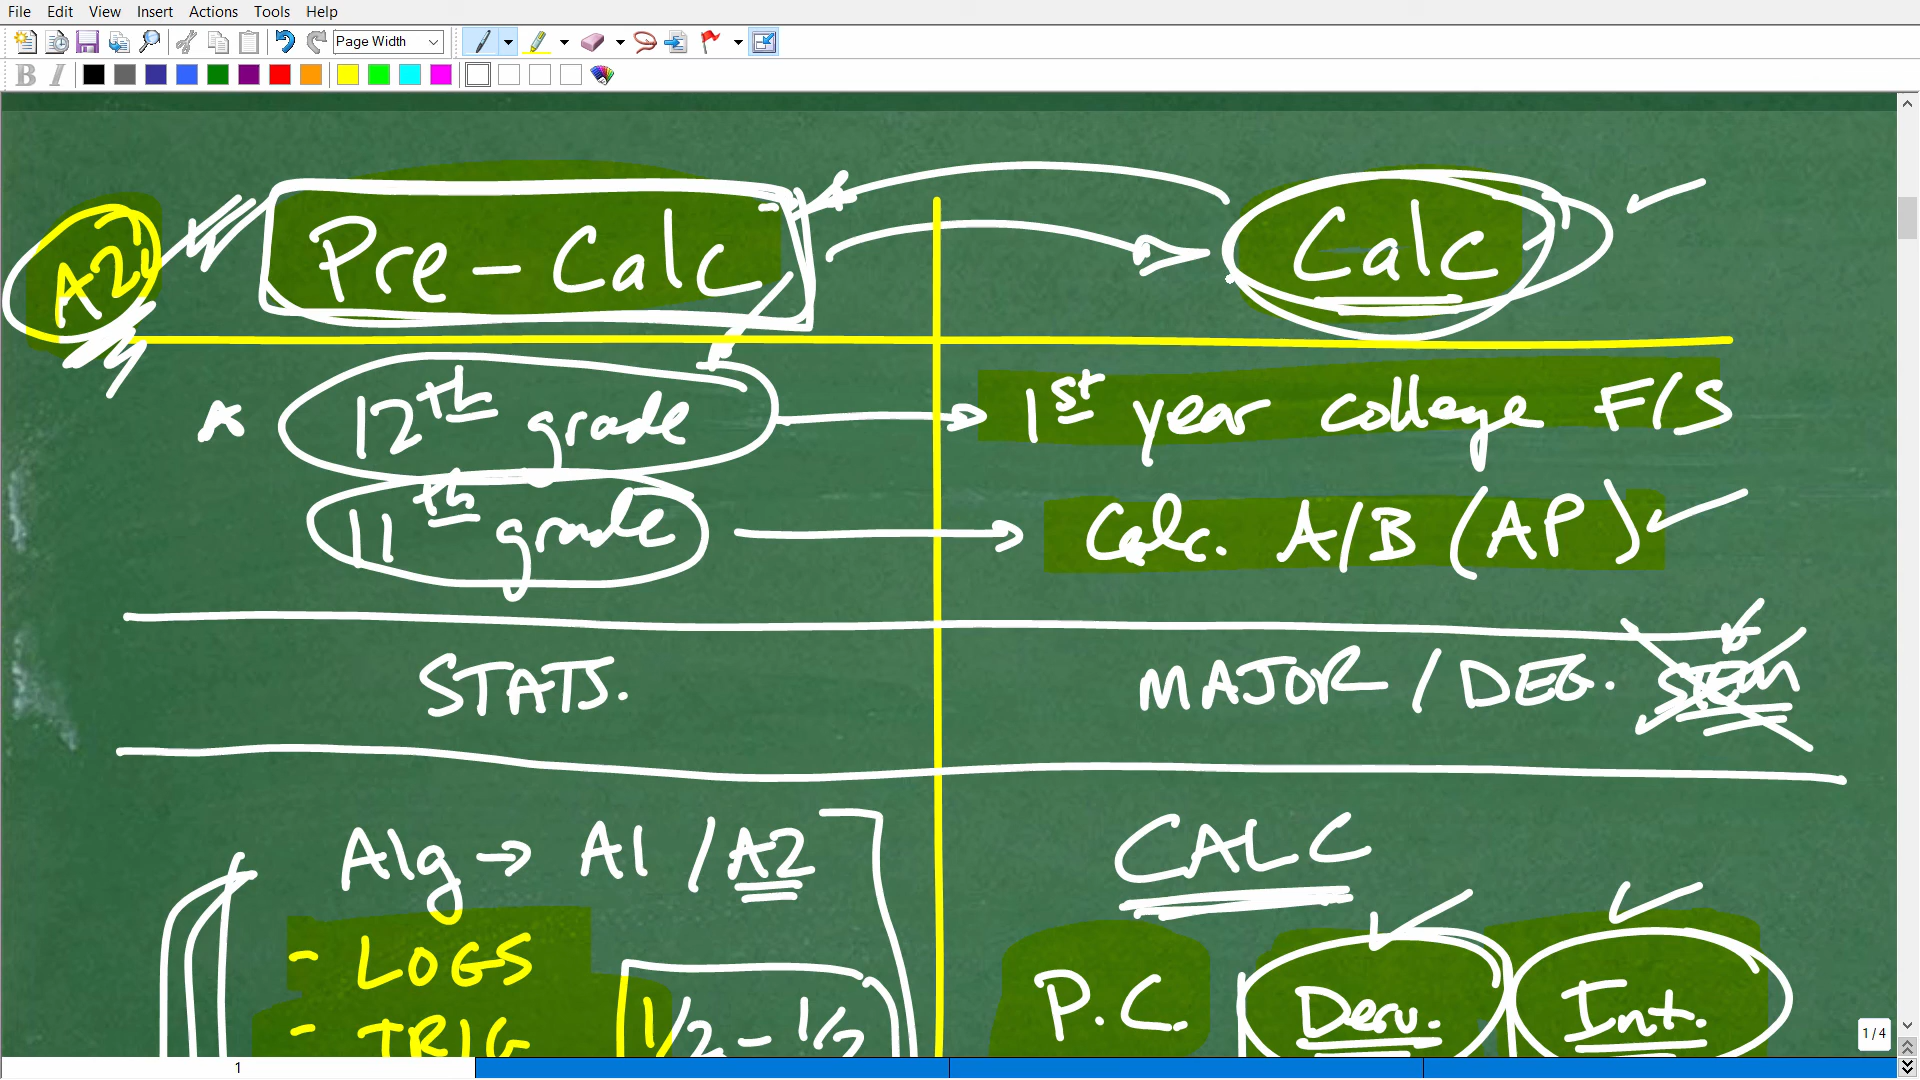 File Edit View Insert Actions Tools Help
Page Width
B I
A2 Pre-Calc Calc
12th grade 1st year college F/S
11th grade Calc. A/B (AP)
STATS. MAJOR / DEG. STEM
Alg → A1 / A2 CALC
- LOGS
- TRIG 1/2 - 1/2 P.C. Derv. Int.
1/4
1